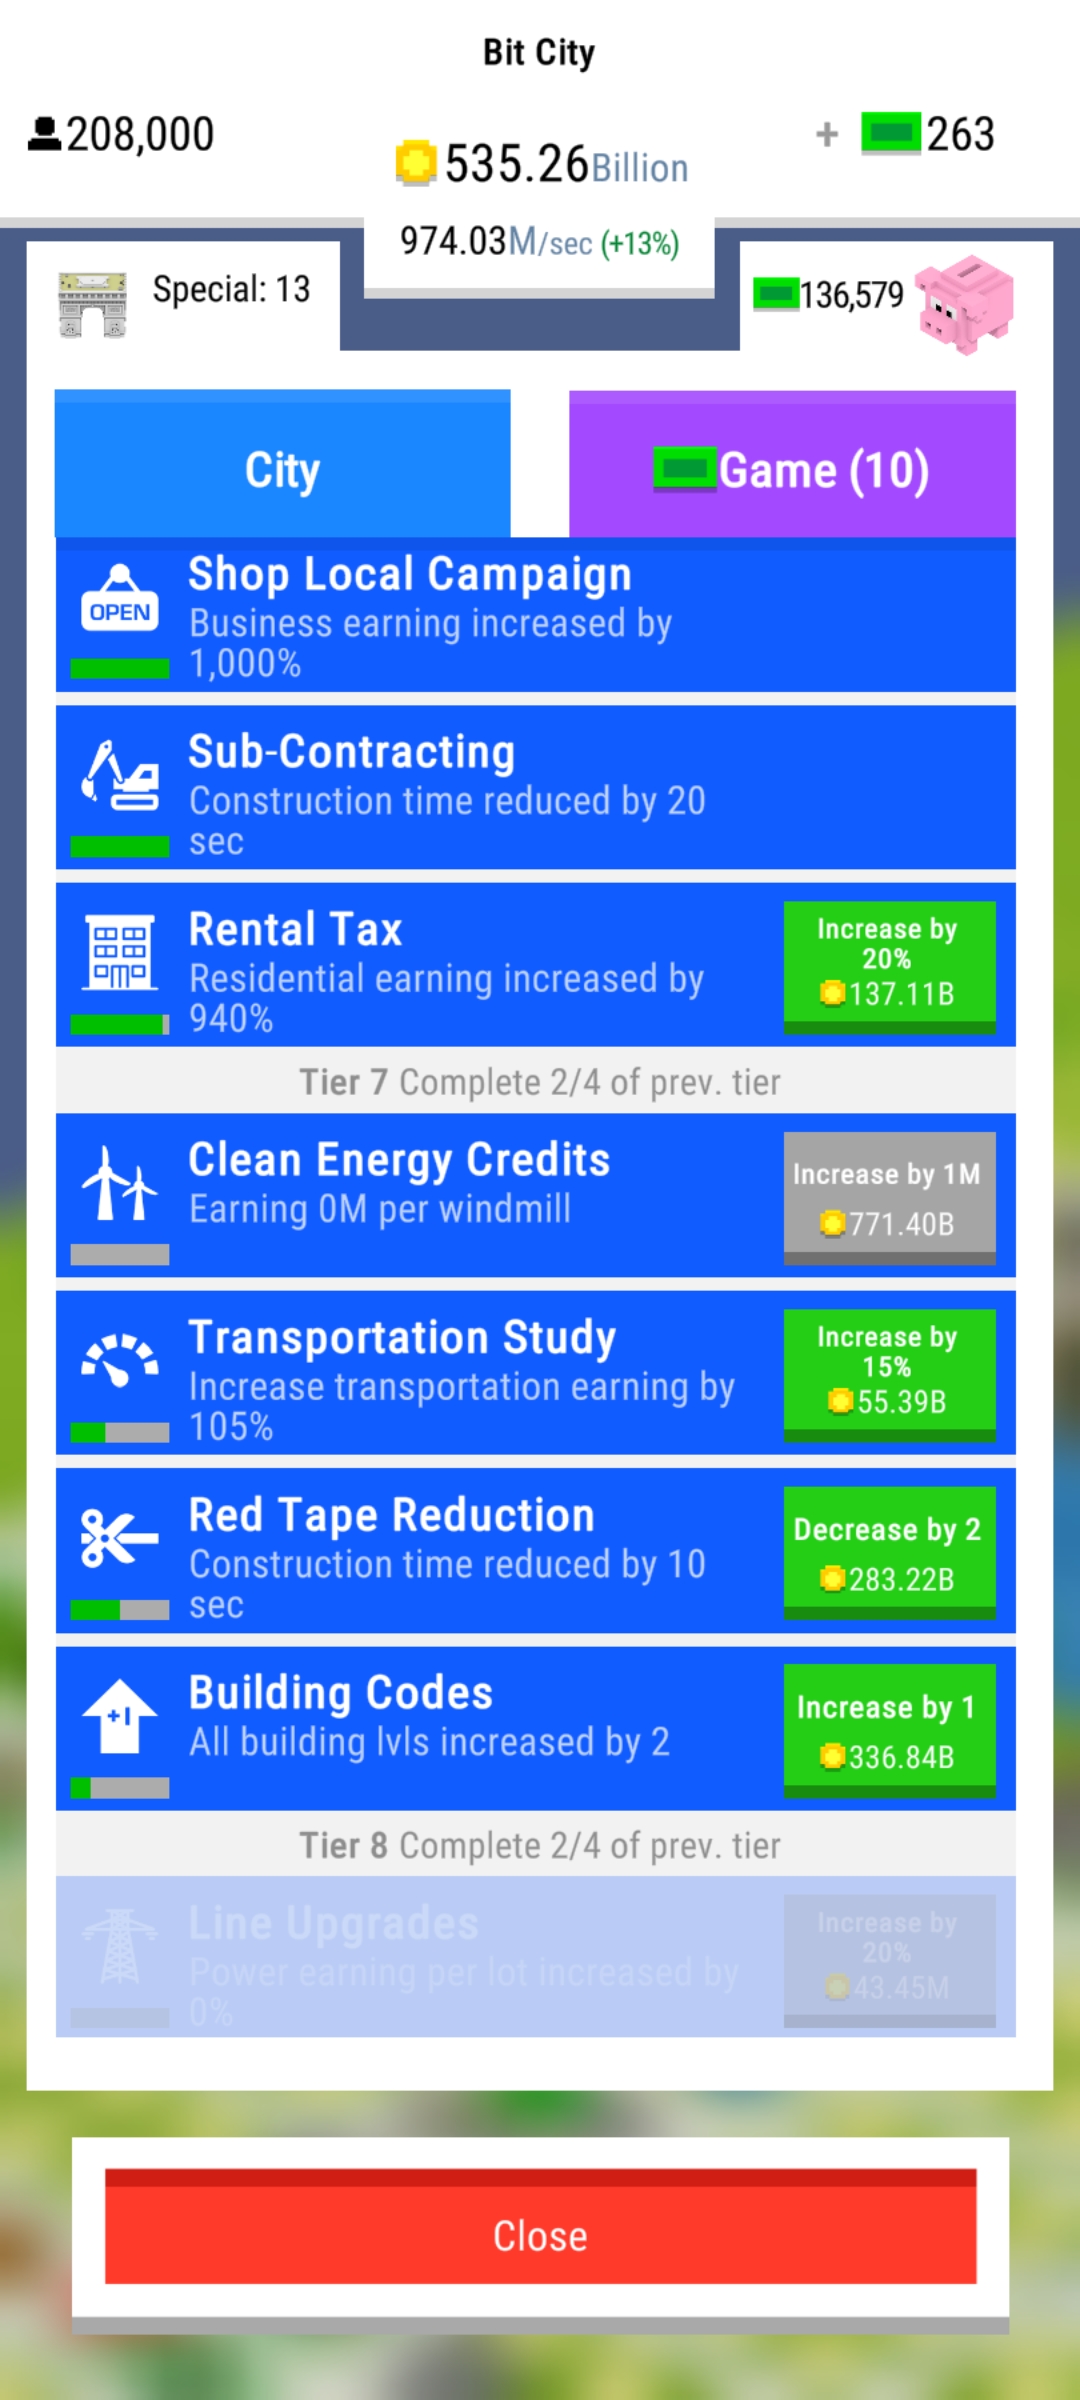 Bit City
208,000
535.26Billion
+ 263
974.03M/sec (+13%)
Special: 13
136,579
City
Game (10)
OPEN
Shop Local Campaign
Business earning increased by
1,000%
Sub-Contracting
Construction time reduced by 20
sec
Rental Tax
Residential earning increased by
940%
Increase by
20%
137.11B
Tier 7 Complete 2/4 of prev. tier
Clean Energy Credits
Earning 0M per windmill
Increase by 1M
771.40B
Transportation Study
Increase transportation earning by
105%
Increase by
15%
55.39B
Red Tape Reduction
Construction time reduced by 10
sec
Decrease by 2
283.22B
+1
Building Codes
All building lvls increased by 2
Increase by 1
336.84B
Tier 8 Complete 2/4 of prev. tier
Line Upgrades
Power earning per lot increased by
0%
Increase by
20%
43.45M
Close